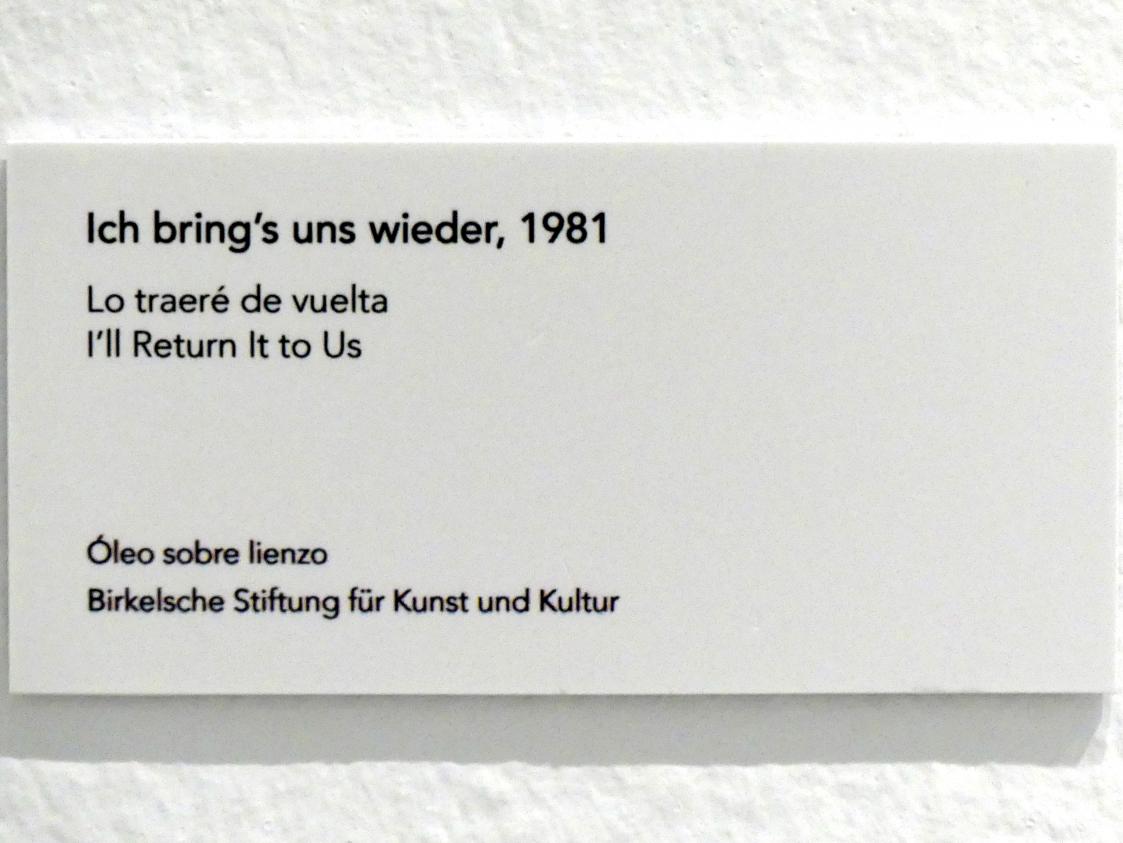 Ich bring’s uns wieder, 1981
Lo traeré de vuelta
I’ll Return It to Us
Óleo sobre lienzo
Birkelsche Stiftung für Kunst und Kultur